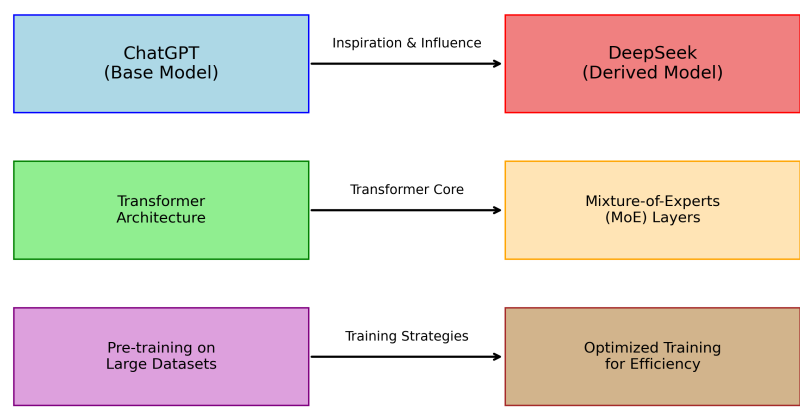 ChatGPT
(Base Model)
Inspiration & Influence
DeepSeek
(Derived Model)
Transformer
Architecture
Transformer Core
Mixture-of-Experts
(MoE) Layers
Pre-training on
Large Datasets
Training Strategies
Optimized Training
for Efficiency